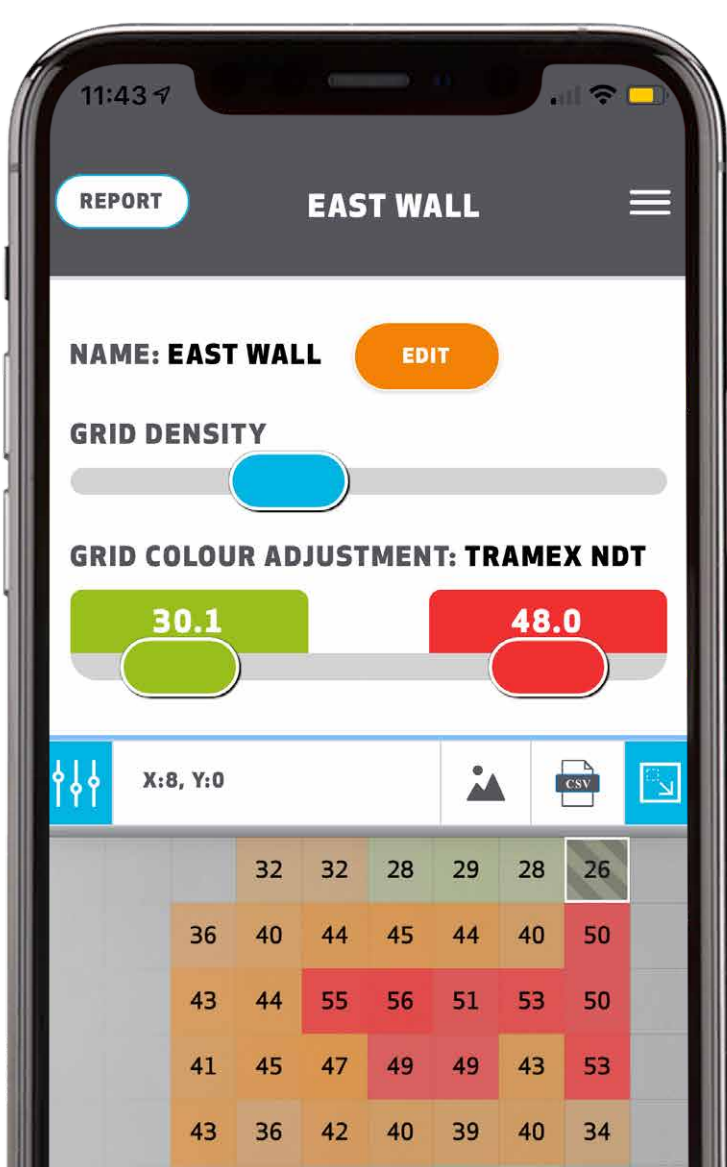 11:43
REPORT
EAST WALL
NAME: EAST WALL
EDIT
GRID DENSITY
GRID COLOUR ADJUSTMENT: TRAMEX NDT
30.1
48.0
X:8, Y:0
CSV
32 32 28 29 28 26
36 40 44 45 44 40 50
43 44 55 56 51 53 50
41 45 47 49 49 43 53
43 36 42 40 39 40 34